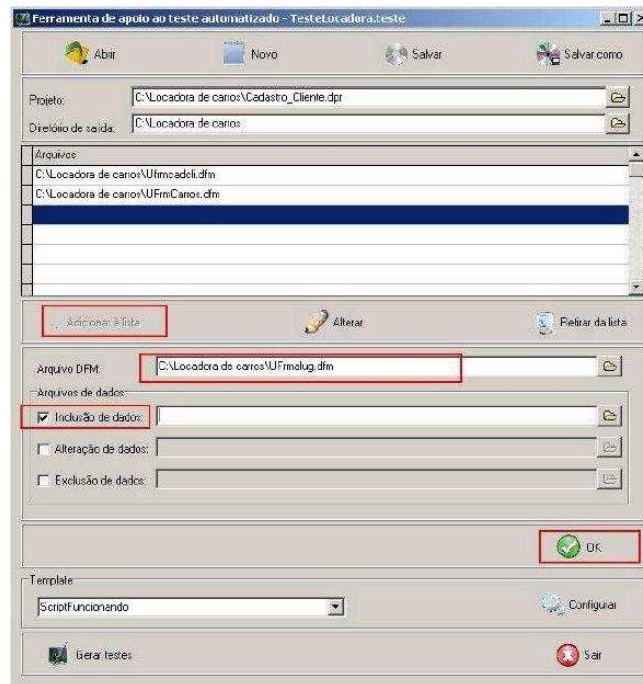 Ferramenta de apoio ao teste automatizado - TesteLocadora.teste
Abrir Novo Salvar Salvar como
Projeto: C:\Locadora de carros\Cadastro_Cliente.dpr
Diretório de saída: C:\Locadora de carros
Arquivos
C:\Locadora de carros\Ufrmcadcli.dfm
C:\Locadora de carros\UFrmCarros.dfm
Adicionar à lista Alterar Retirar da lista
Arquivo DFM: C:\Locadora de carros\UFrmalug.dfm
Arquivos de dados:
Inclusão de dados:
Alteração de dados:
Exclusão de dados:
OK
Template
ScriptFuncionando Configurar
Gerar testes Sair